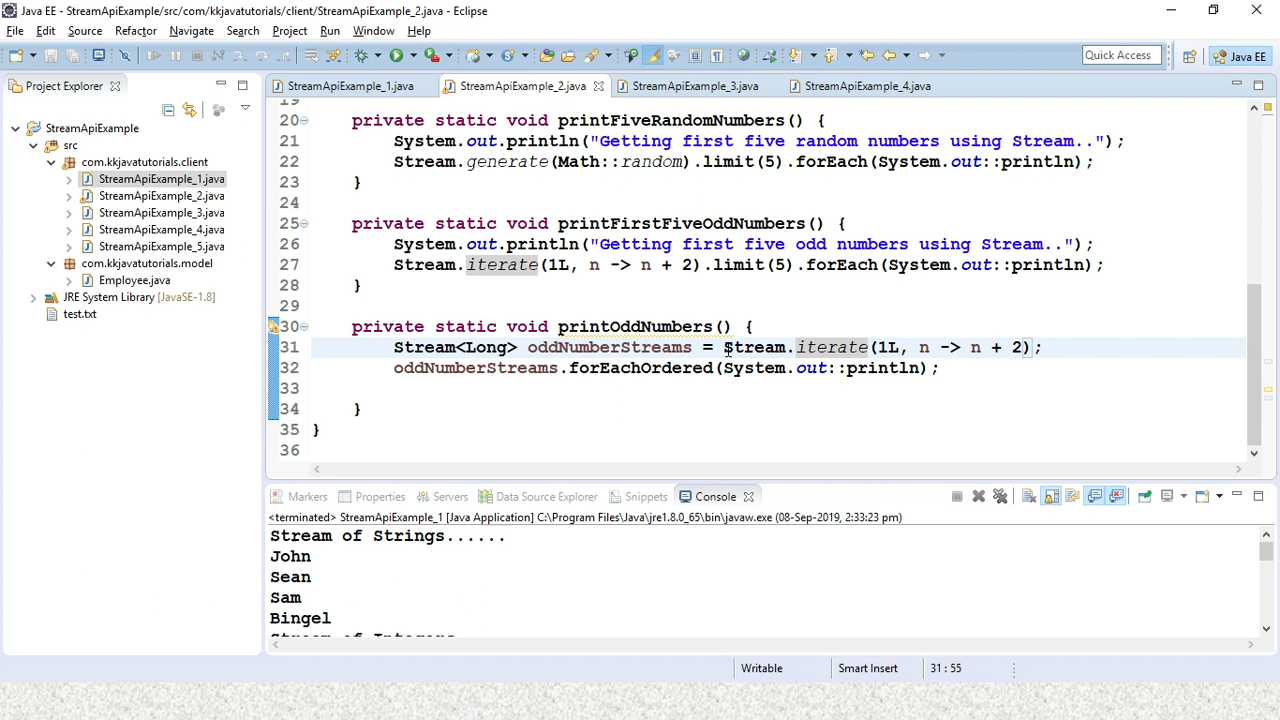 Java EE - StreamApiExample/src/com/kkjavatutorials/client/StreamApiExample_2.java - Eclipse
File Edit Source Refactor Navigate Search Project Run Window Help
Quick Access
Java EE
Project Explorer
StreamApiExample_1.java
StreamApiExample_2.java
StreamApiExample_3.java
StreamApiExample_4.java
StreamApiExample
src
com.kkjavatutorials.client
StreamApiExample_1.java
StreamApiExample_2.java
StreamApiExample_3.java
StreamApiExample_4.java
StreamApiExample_5.java
com.kkjavatutorials.model
Employee.java
JRE System Library [JavaSE-1.8]
test.txt
19
20 private static void printFiveRandomNumbers() {
21 System.out.println("Getting first five random numbers using Stream..");
22 Stream.generate(Math::random).limit(5).forEach(System.out::println);
23 }
24
25 private static void printFirstFiveOddNumbers() {
26 System.out.println("Getting first five odd numbers using Stream..");
27 Stream.iterate(1L, n -> n + 2).limit(5).forEach(System.out::println);
28 }
29
30 private static void printOddNumbers() {
31 Stream<Long> oddNumberStreams = Stream.iterate(1L, n -> n + 2);
32 oddNumberStreams.forEachOrdered(System.out::println);
33
34 }
35 }
36
Markers Properties Servers Data Source Explorer Snippets Console
<terminated> StreamApiExample_1 [Java Application] C:\Program Files\Java\jre1.8.0_65\bin\javaw.exe (08-Sep-2019, 2:33:23 pm)
Stream of Strings......
John
Sean
Sam
Bingel
Stream of Integers
Writable Smart Insert 31 : 55